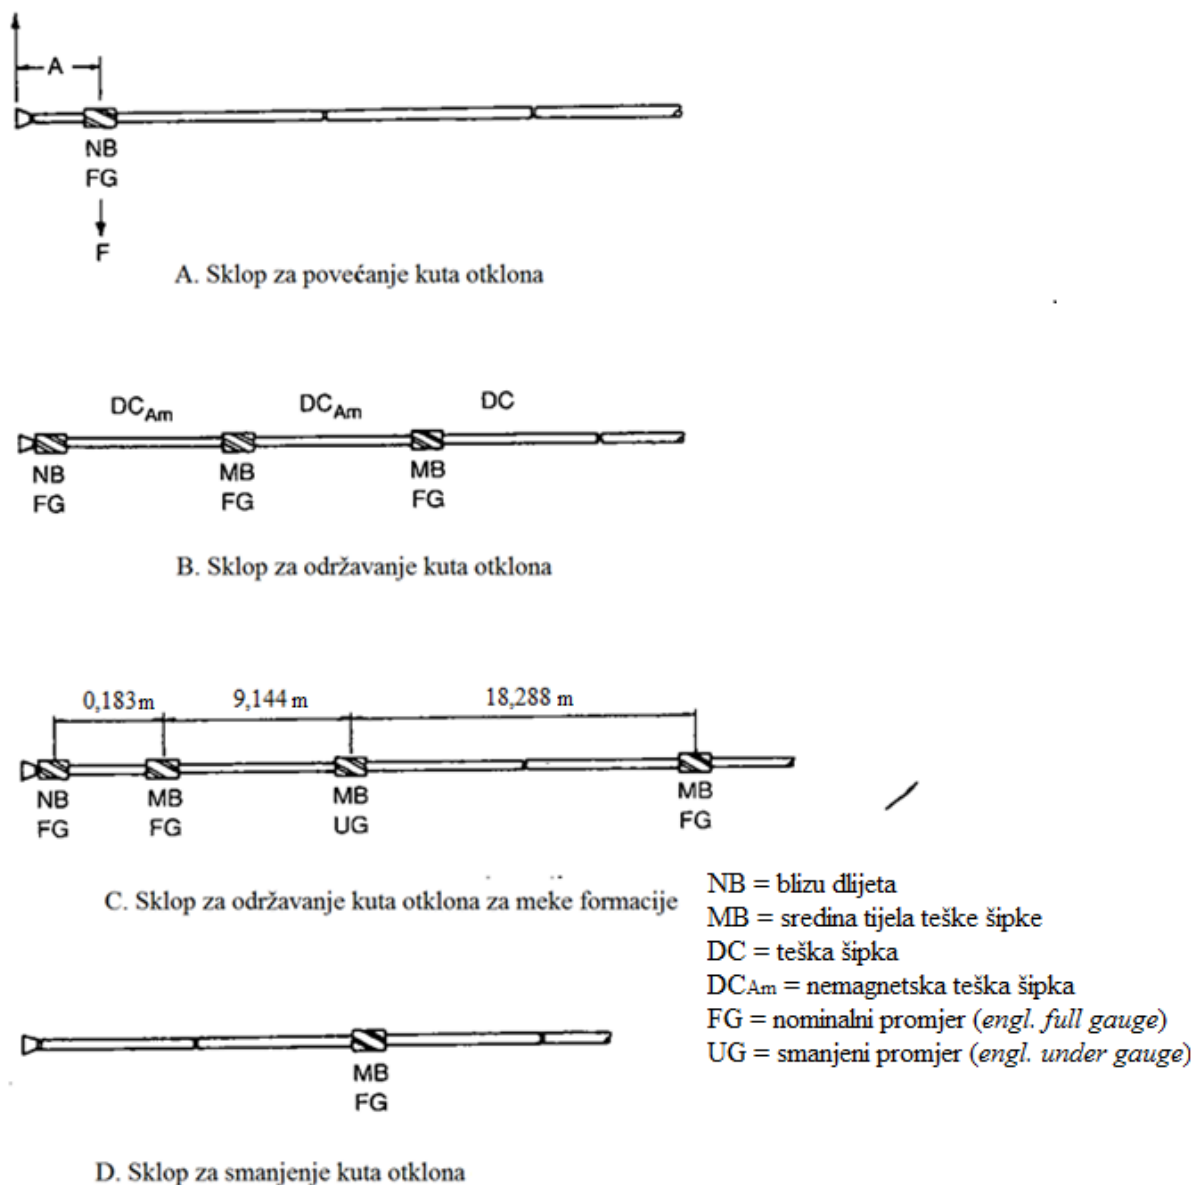 A
NB
FG
F
A. Sklop za povećanje kuta otklona
DCAm DCAm DC
NB MB MB
FG FG FG
B. Sklop za održavanje kuta otklona
0,183 m 9,144 m 18,288 m
NB MB MB MB
FG FG UG FG
C. Sklop za održavanje kuta otklona za meke formacije
NB = blizu dlijeta
MB = sredina tijela teške šipke
DC = teška šipka
DCAm = nemagnetska teška šipka
FG = nominalni promjer (engl. full gauge)
UG = smanjeni promjer (engl. under gauge)
MB
FG
D. Sklop za smanjenje kuta otklona